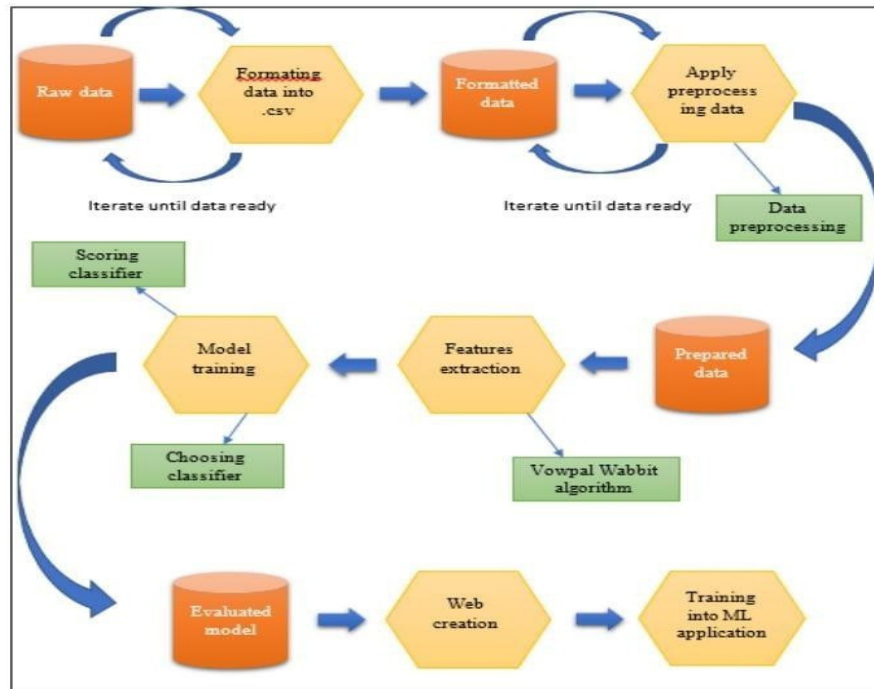 Raw data
Formating
data into
.csv
Formatted
data
Apply
preprocess
ing data
Iterate until data ready
Iterate until data ready
Data
preprocessing
Scoring
classifier
Model
training
Features
extraction
Prepared
data
Choosing
classifier
Vowpal Wabbit
algorithm
Evaluated
model
Web
creation
Training
into ML
application